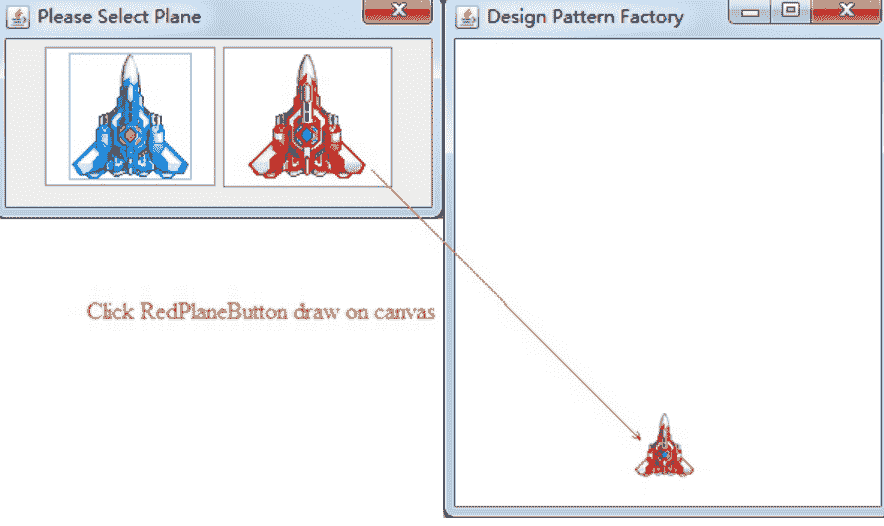 Please Select Plane
Design Pattern Factory
Click RedPlaneButton draw on canvas